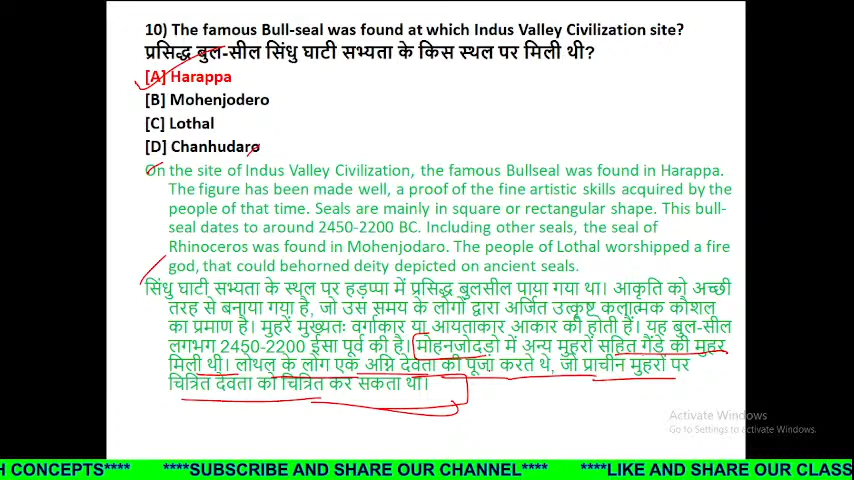 10) The famous Bull-seal was found at which Indus Valley Civilization site?
प्रसिद्ध बुल-सील सिंधु घाटी सभ्यता के किस स्थल पर मिली थी?
[A] Harappa
[B] Mohenjodero
[C] Lothal
[D] Chanhudaro
On the site of Indus Valley Civilization, the famous Bullseal was found in Harappa.
The figure has been made well, a proof of the fine artistic skills acquired by the
people of that time. Seals are mainly in square or rectangular shape. This bull-
seal dates to around 2450-2200 BC. Including other seals, the seal of
Rhinoceros was found in Mohenjodaro. The people of Lothal worshipped a fire
god, that could behorned deity depicted on ancient seals.
सिंधु घाटी सभ्यता के स्थल पर हड़प्पा में प्रसिद्ध बुलसील पाया गया था। आकृति को अच्छी
तरह से बनाया गया है, जो उस समय के लोगों द्वारा अर्जित उत्कृष्ट कलात्मक कौशल
का प्रमाण है। मुहरें मुख्यतः वर्गाकार या आयताकार आकार की होती हैं। यह बुल-सील
लगभग 2450-2200 ईसा पूर्व की है। मोहनजोदड़ो में अन्य मुहरों सहित गैंडे की मुहर
मिली थी। लोथल के लोग एक अग्नि देवता की पूजा करते थे, जो प्राचीन मुहरों पर
चित्रित देवता को चित्रित कर सकता था।
Activate Windows
Go to Settings to Activate Windows.
H CONCEPTS**** ****SUBSCRIBE AND SHARE OUR CHANNEL**** ****LIKE AND SHARE OUR CLASS